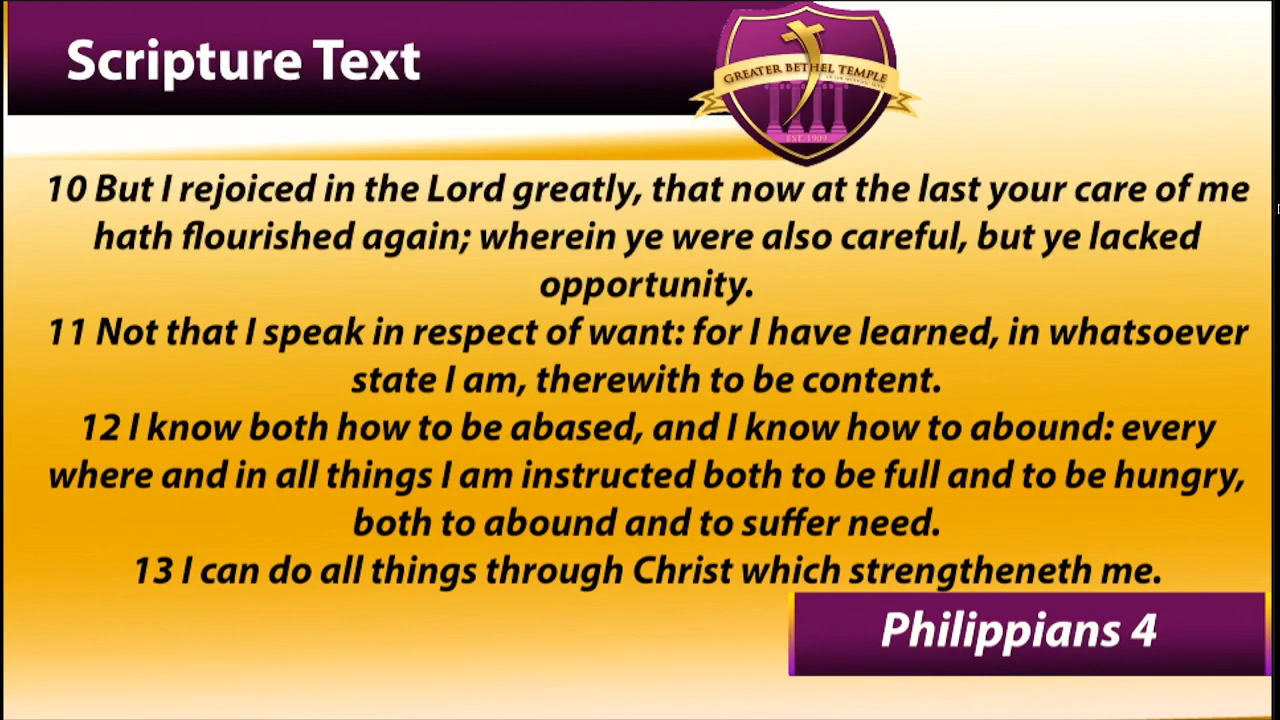 Scripture Text
GREATER BETHEL TEMPLE
EST. 1909
10 But I rejoiced in the Lord greatly, that now at the last your care of me
hath flourished again; wherein ye were also careful, but ye lacked
opportunity.
11 Not that I speak in respect of want: for I have learned, in whatsoever
state I am, therewith to be content.
12 I know both how to be abased, and I know how to abound: every
where and in all things I am instructed both to be full and to be hungry,
both to abound and to suffer need.
13 I can do all things through Christ which strengtheneth me.
Philippians 4